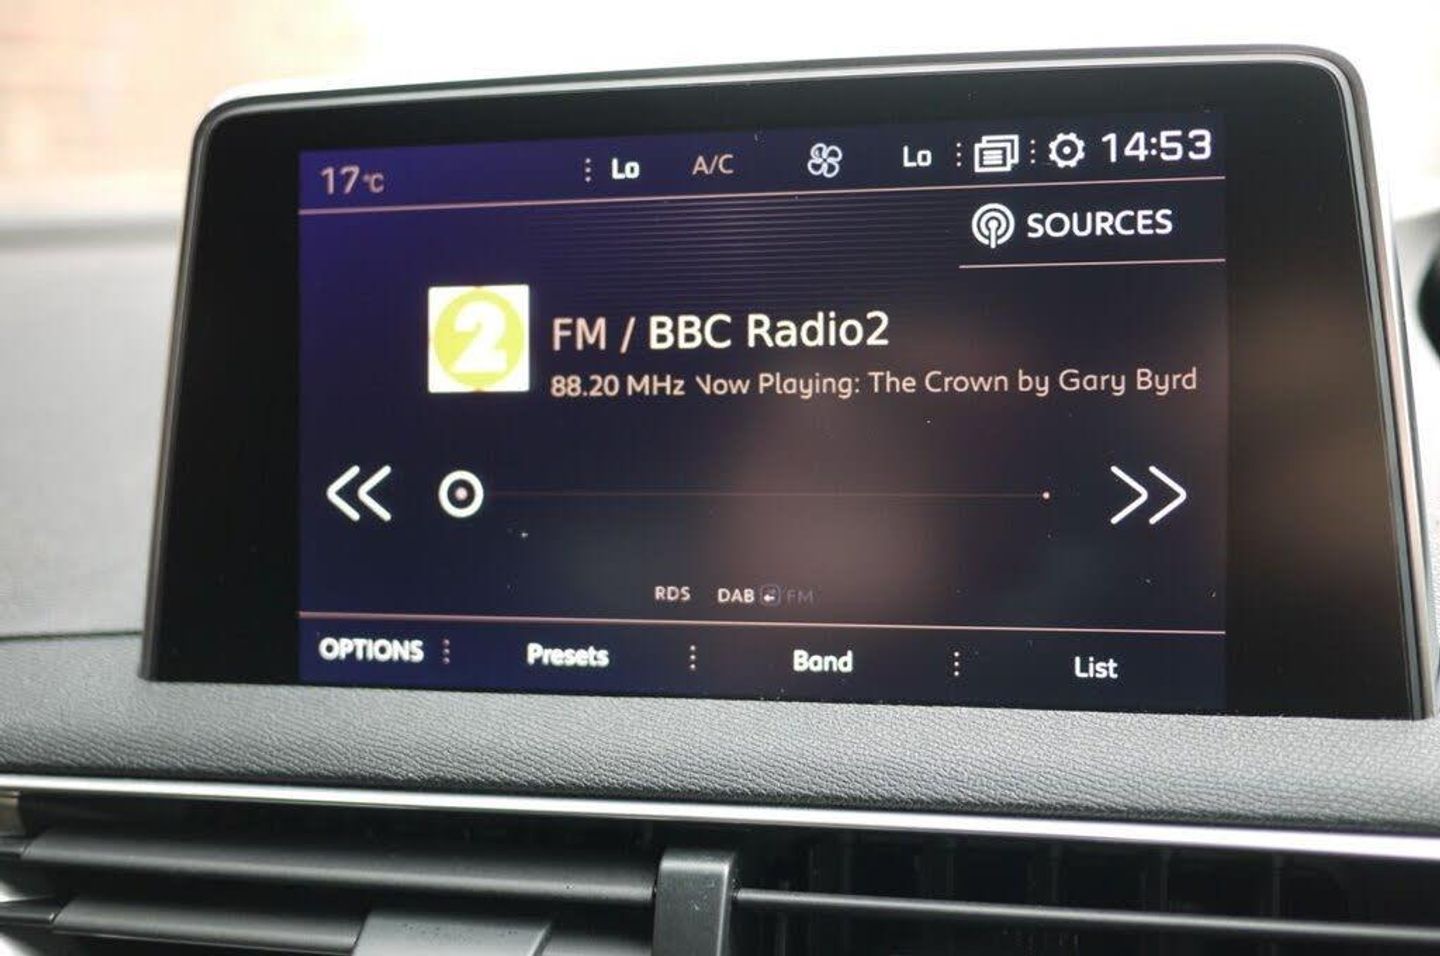 17°C Lo A/C Lo 14:53
SOURCES
2
FM / BBC Radio2
88.20 MHz Now Playing: The Crown by Gary Byrd
RDS DAB FM
OPTIONS Presets Band List